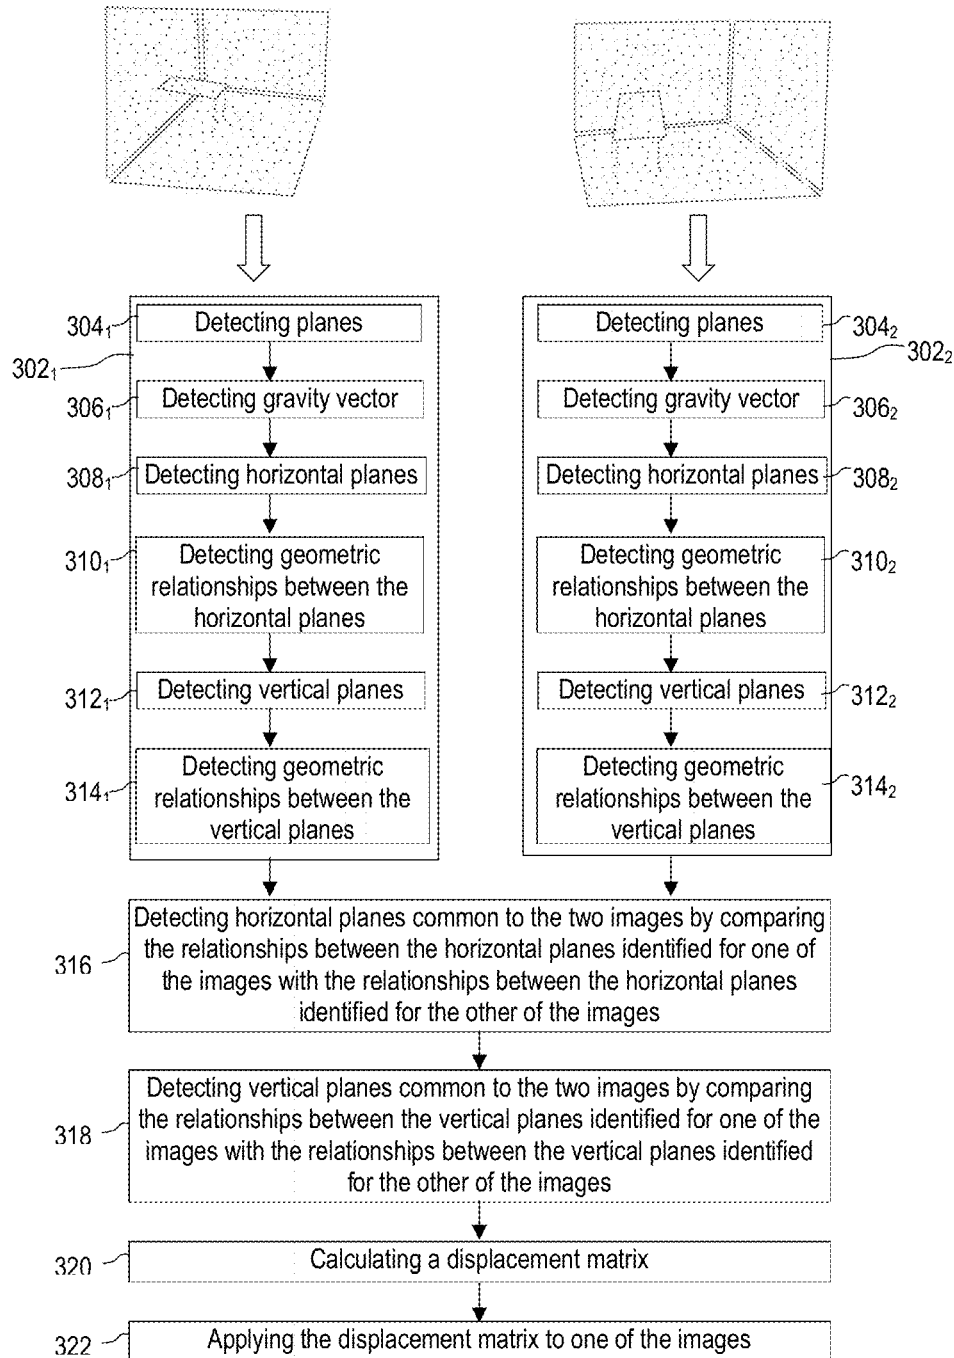 304₁
Detecting planes
302₁
306₁
Detecting gravity vector
308₁
Detecting horizontal planes
310₁
Detecting geometric
relationships between the
horizontal planes
312₁
Detecting vertical planes
314₁
Detecting geometric
relationships between the
vertical planes
Detecting planes
304₂
302₂
Detecting gravity vector
306₂
Detecting horizontal planes
308₂
Detecting geometric
relationships between the
horizontal planes
310₂
Detecting vertical planes
312₂
Detecting geometric
relationships between the
vertical planes
314₂
316
Detecting horizontal planes common to the two images by comparing
the relationships between the horizontal planes identified for one of
the images with the relationships between the horizontal planes
identified for the other of the images
318
Detecting vertical planes common to the two images by comparing
the relationships between the vertical planes identified for one of the
images with the relationships between the vertical planes identified
for the other of the images
320
Calculating a displacement matrix
322
Applying the displacement matrix to one of the images